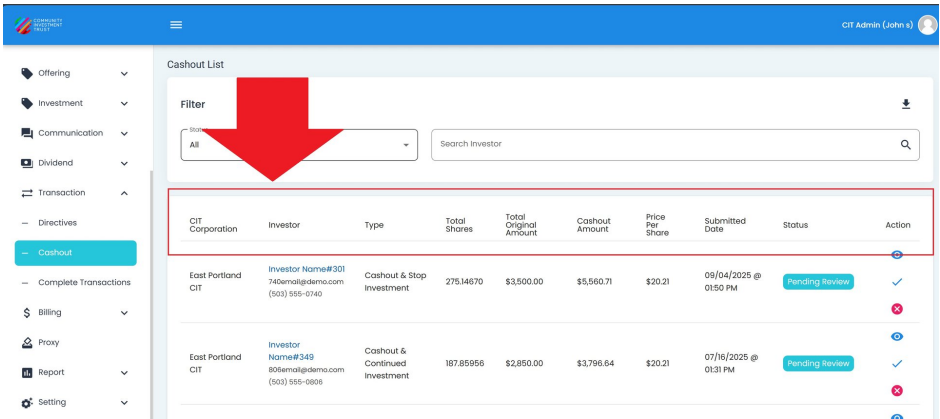 COMMUNITY
INVESTMENT
TRUST
CIT Admin (John s)
Offering
Investment
Communication
Dividend
Transaction
Directives
Cashout
Complete Transactions
Billing
Proxy
Report
Setting
Cashout List
Filter
All
Search Investor
CIT
Corporation
Investor
Type
Total
Shares
Total
Original
Amount
Cashout
Amount
Price
Per
Share
Submitted
Date
Status
Action
East Portland
CIT
Investor Name#301
740email@demo.com
(503) 555-0740
Cashout & Stop
Investment
275.14670
$3,500.00
$5,560.71
$20.21
09/04/2025 @
01:50 PM
Pending Review
East Portland
CIT
Investor
Name#349
806email@demo.com
(503) 555-0806
Cashout &
Continued
Investment
187.85956
$2,850.00
$3,796.64
$20.21
07/16/2025 @
01:31 PM
Pending Review